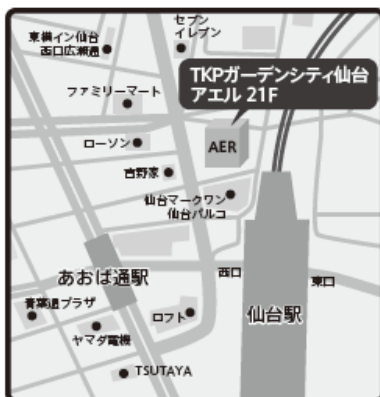 セブン
イレブン
東横イン仙台
西口広瀬通
TKPガーデンシティ仙台
アエル 21F
ファミリーマート
ローソン
AER
吉野家
仙台マークワン
仙台パルコ
あおば通駅
西口
東口
青葉通プラザ
ロフト
仙台駅
ヤマダ電機
TSUTAYA